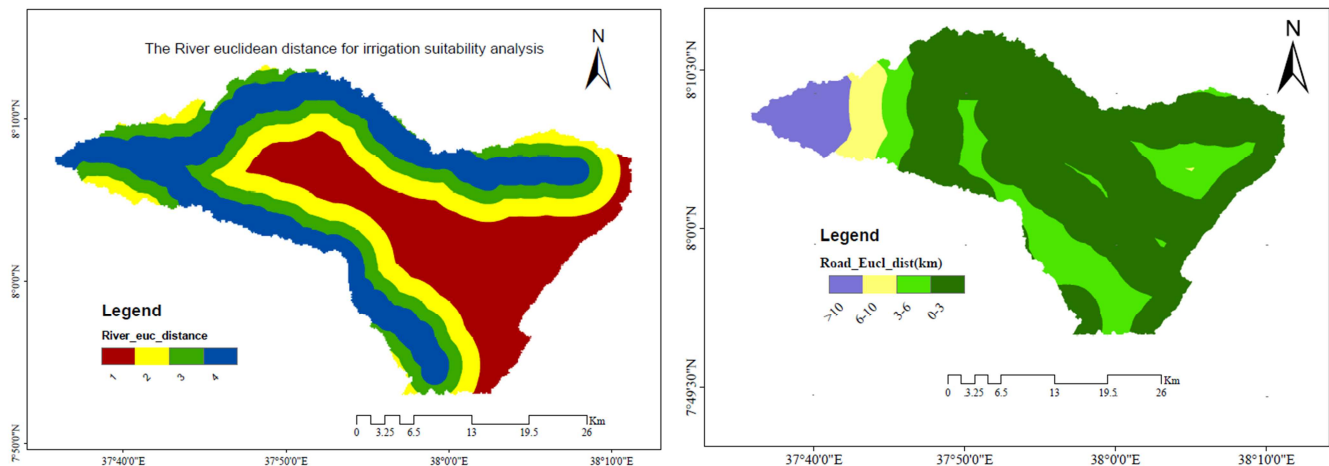 The River euclidean distance for irrigation suitability analysis
N
8°10'0"N
8°0'0"N
7°50'0"N
Legend
River_euc_distance
1 2 3 4
Km
0 3.25 6.5 13 19.5 26
37°40'0"E 37°50'0"E 38°0'0"E 38°10'0"E
N
8°10'30"N
8°0'0"N
7°49'30"N
Legend
Road_Eucl_dist(km)
>10 6-10 3-6 0-3
Km
0 3.25 6.5 13 19.5 26
37°40'0"E 37°50'0"E 38°0'0"E 38°10'0"E